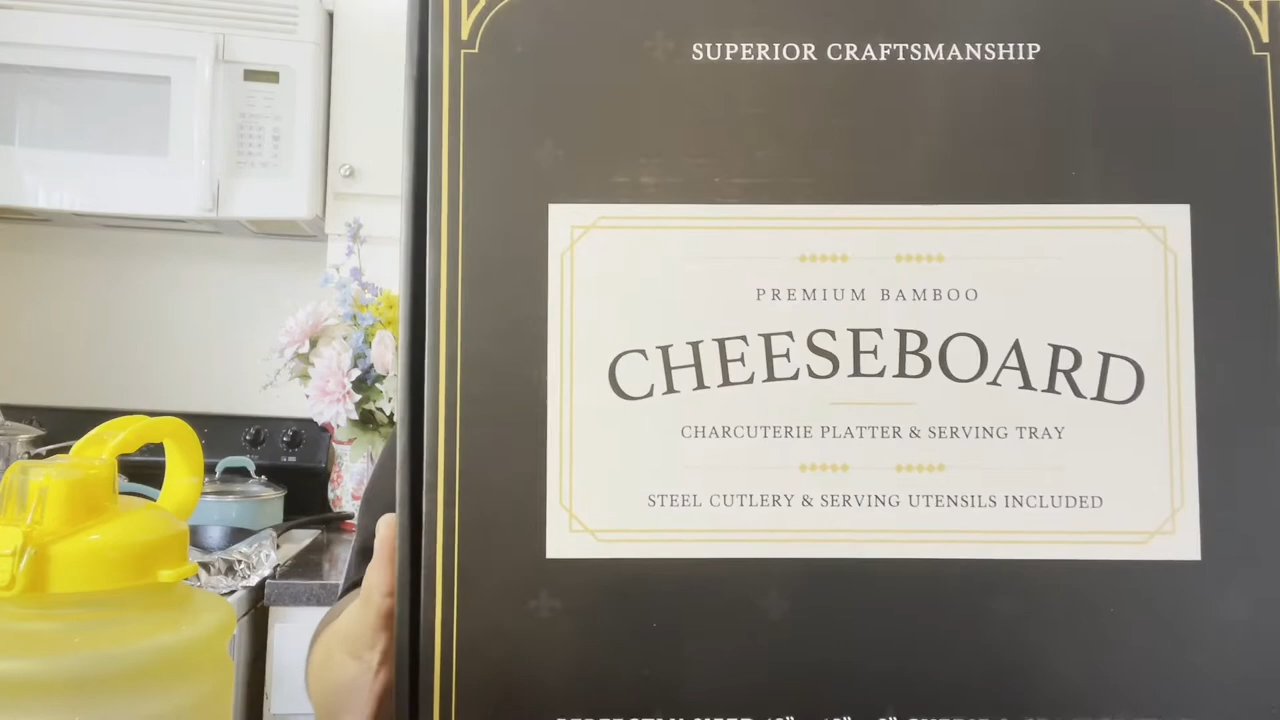 SUPERIOR CRAFTSMANSHIP
PREMIUM BAMBOO
CHEESEBOARD
CHARCUTERIE PLATTER & SERVING TRAY
STEEL CUTLERY & SERVING UTENSILS INCLUDED